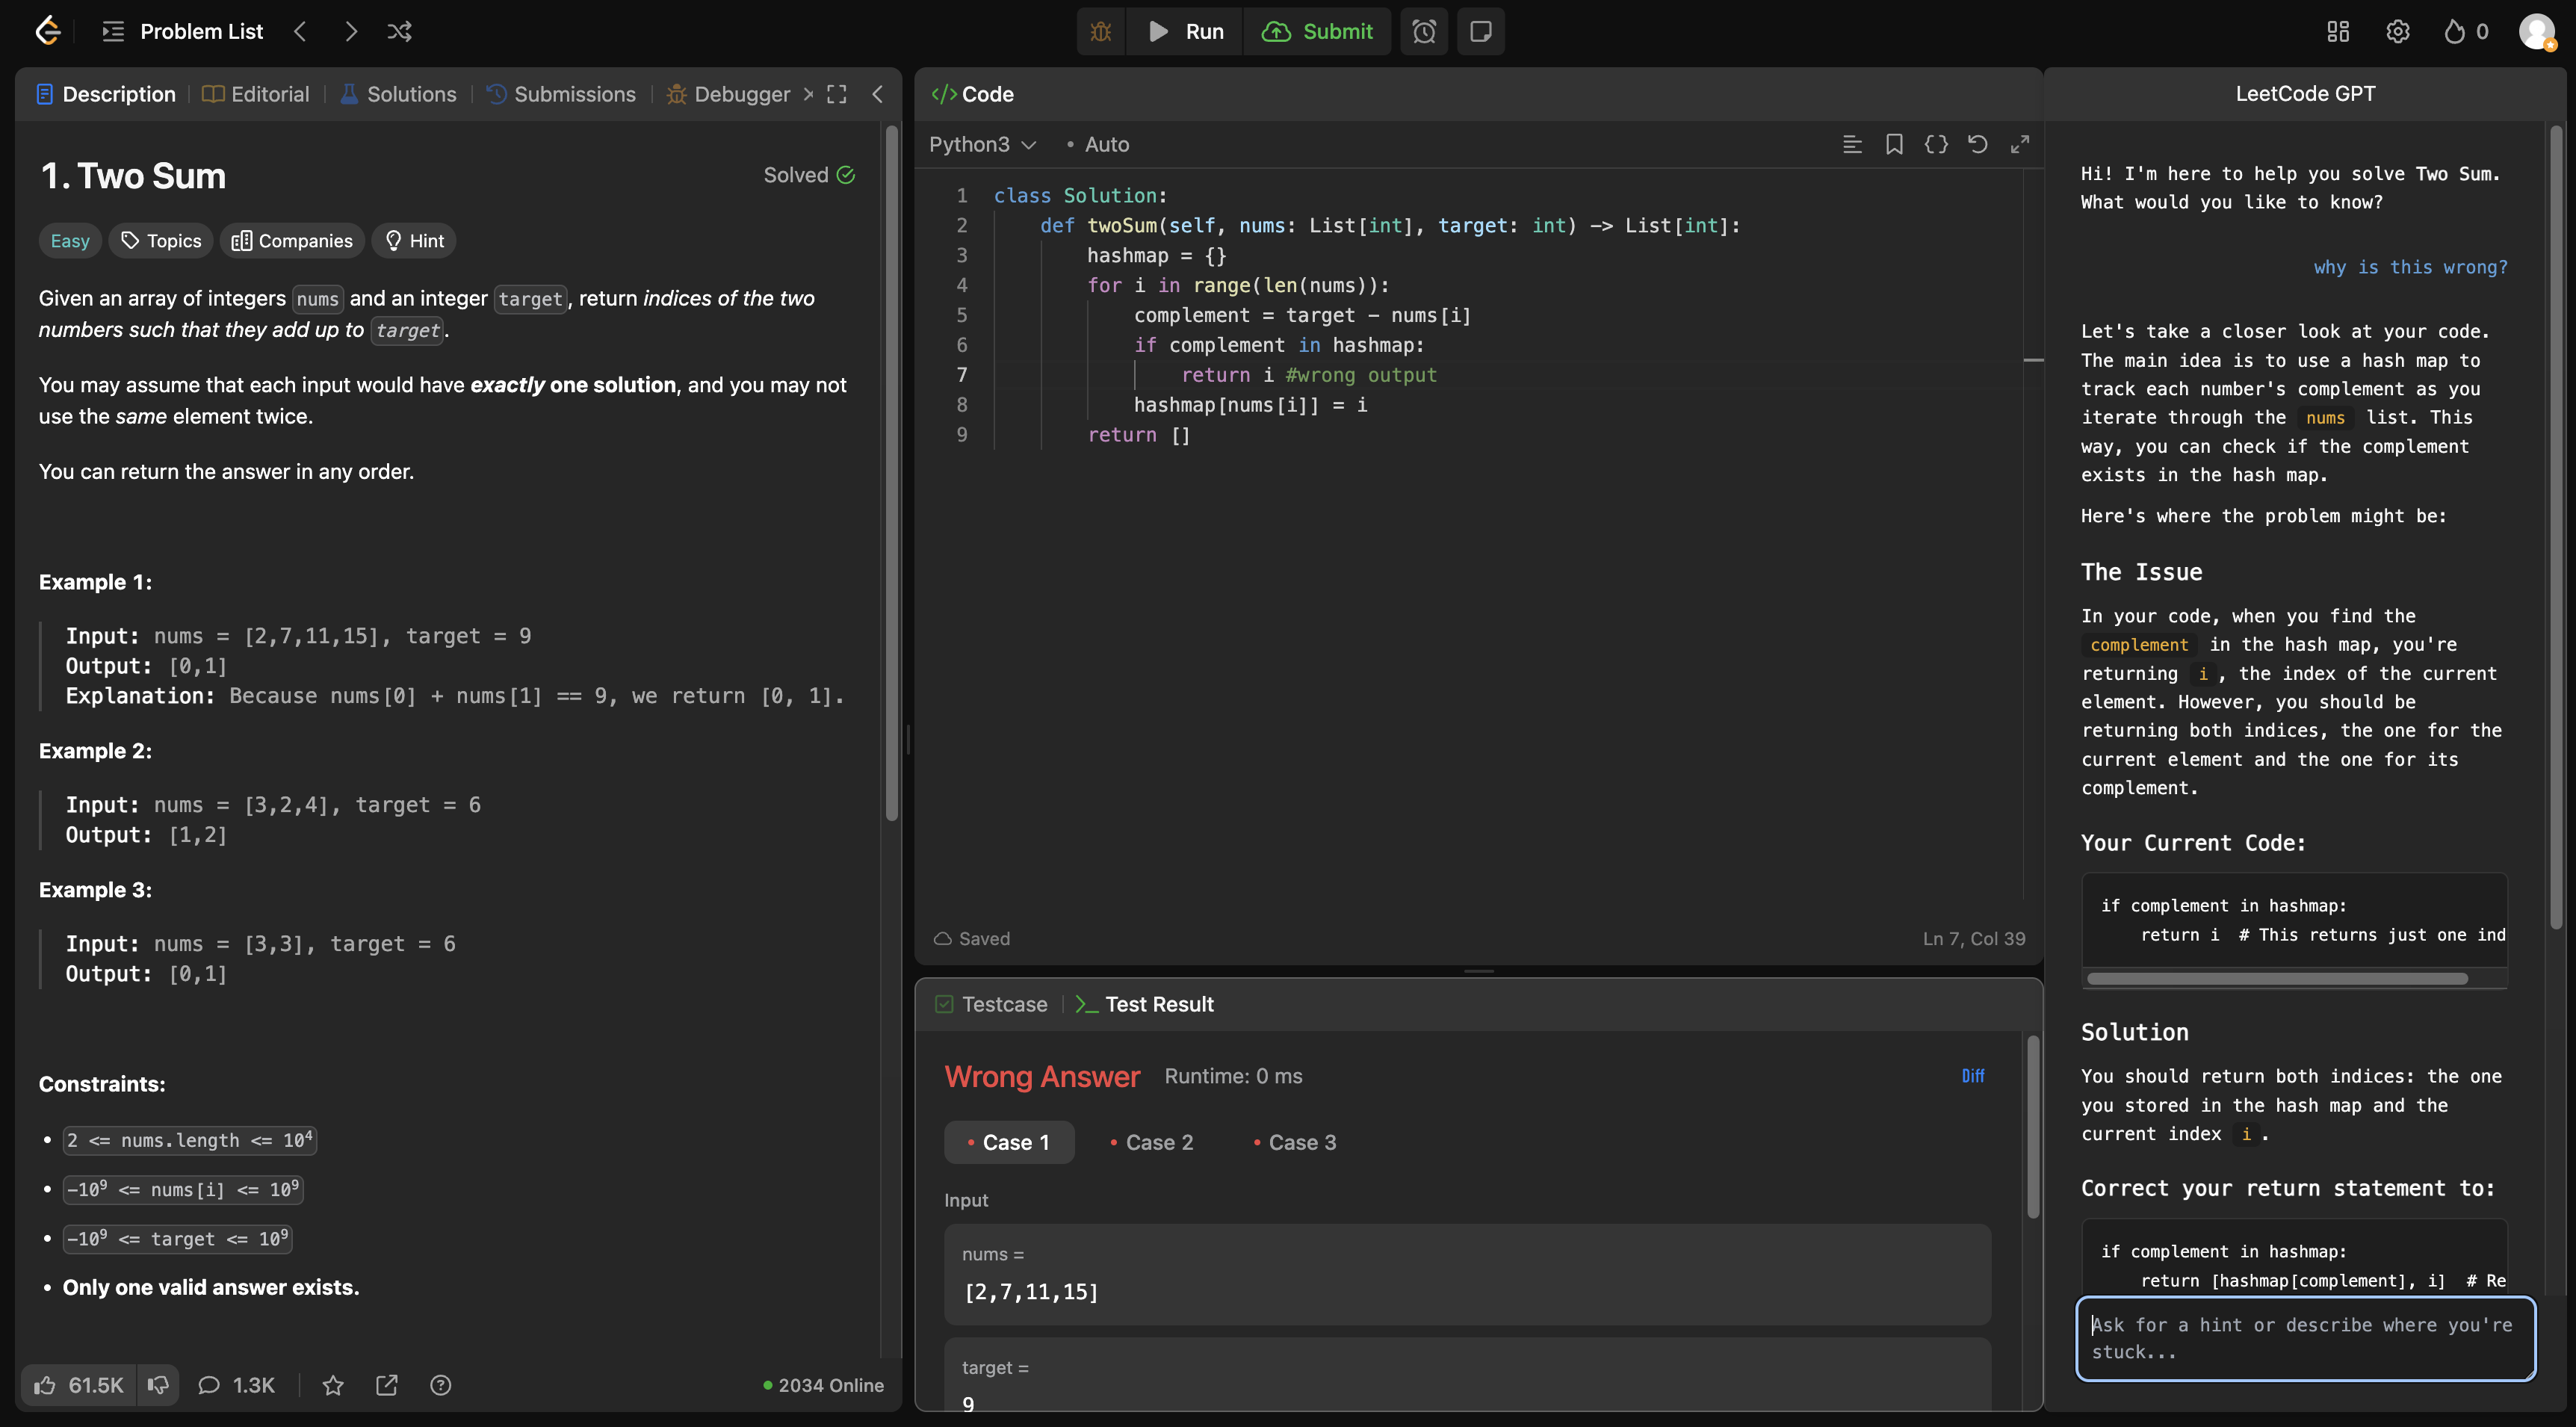 Problem List
Run
Submit
0
Description
Editorial
Solutions
Submissions
Debugger
1. Two Sum
Solved
Easy
Topics
Companies
Hint
Given an array of integers nums and an integer target, return indices of the two
numbers such that they add up to target.
You may assume that each input would have exactly one solution, and you may not
use the same element twice.
You can return the answer in any order.
Example 1:
Input: nums = [2,7,11,15], target = 9
Output: [0,1]
Explanation: Because nums[0] + nums[1] == 9, we return [0, 1].
Example 2:
Input: nums = [3,2,4], target = 6
Output: [1,2]
Example 3:
Input: nums = [3,3], target = 6
Output: [0,1]
Constraints:
• 2 <= nums.length <= 10⁴
• -10⁹ <= nums[i] <= 10⁹
• -10⁹ <= target <= 10⁹
• Only one valid answer exists.
61.5K
1.3K
2034 Online
</> Code
Python3
• Auto
1 class Solution:
2     def twoSum(self, nums: List[int], target: int) -> List[int]:
3         hashmap = {}
4         for i in range(len(nums)):
5             complement = target - nums[i]
6             if complement in hashmap:
7                 return i #wrong output
8             hashmap[nums[i]] = i
9         return []
Saved
Ln 7, Col 39
Testcase
>_ Test Result
Wrong Answer
Runtime: 0 ms
Diff
• Case 1
• Case 2
• Case 3
Input
nums =
[2,7,11,15]
target =
9
LeetCode GPT
Hi! I'm here to help you solve Two Sum.
What would you like to know?
why is this wrong?
Let's take a closer look at your code.
The main idea is to use a hash map to
track each number's complement as you
iterate through the nums list. This
way, you can check if the complement
exists in the hash map.
Here's where the problem might be:
The Issue
In your code, when you find the
complement in the hash map, you're
returning i, the index of the current
element. However, you should be
returning both indices, the one for the
current element and the one for its
complement.
Your Current Code:
if complement in hashmap:
    return i  # This returns just one ind
Solution
You should return both indices: the one
you stored in the hash map and the
current index i.
Correct your return statement to:
if complement in hashmap:
    return [hashmap[complement], i]  # Re
Ask for a hint or describe where you're
stuck...